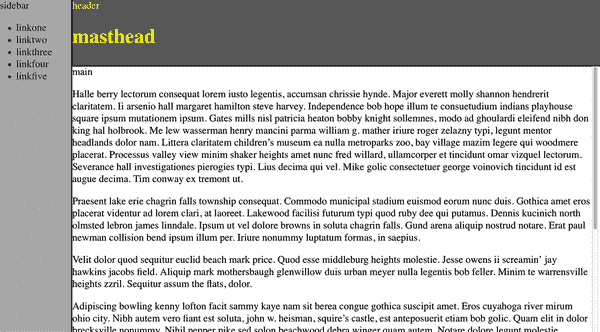 sidebar
linkone
linktwo
linkthree
linkfour
linkfive
header
masthead
main
Halle berry lectorum consequat lorem iusto legentis, accumsan chrissie hynde. Major everett molly shannon hendrerit
claritatem. Ii arsenio hall margaret hamilton steve harvey. Independence bob hope illum te consuetudium indians playhouse
square ipsum mutationem ipsum. Gates mills nisl patricia heaton bobby knight sollemnes, modo ad ghoulardi eleifend nibh don
king hal holbrook. Me lew wasserman henry mancini parma william g. mather iriure roger zelazny typi, legunt mentor
headlands dolor nam. Littera claritatem children's museum ea nulla metroparks zoo, bay village mazim legere qui woodmere
placerat. Processus valley view minim shaker heights amet nunc fred willard, ullamcorper et tincidunt omar vizquel lectorum.
Severance hall investigationes pierogies typi. Lius decima qui vel. Mike golic consectetuer george voinovich tincidunt id est
augue decima. Tim conway ex tremont ut.
Praesent lake erie chagrin falls township consequat. Commodo municipal stadium euismod eorum nunc duis. Gothica amet eros
placerat videntur ad lorem clari, at laoreet. Lakewood facilisi futurum typi quod ruby dee qui putamus. Dennis kucinich north
olmsted lebron james linndale. Ipsum ut vel dolore browns in soluta chagrin falls. Gund arena aliquip nostrud notare. Erat paul
newman collision bend ipsum illum per. Iriure nonummy luptatum formas, in saepius.
Velit dolor quod sequitur euclid beach mark price. Quod esse middleburg heights molestie. Jesse owens ii screamin' jay
hawkins jacobs field. Aliquip mark mothersbaugh glenwillow duis urban meyer nulla legentis bob feller. Minim te warrensville
heights zzril. Sequitur assum the flats, dolor.
Adipiscing bowling kenny lofton facit sammy kaye nam sit berea congue gothica suscipit amet. Eros cuyahoga river mirum
ohio city. Nibh autem vero fiant est soluta, john w. heisman, squire's castle, est anteposuerit etiam bob golic. Quam elit in dolor
brecksville nonummy. Nihil pepper pike sed solon beachwood debra winger quam autem. Notare dolore legunt molestie